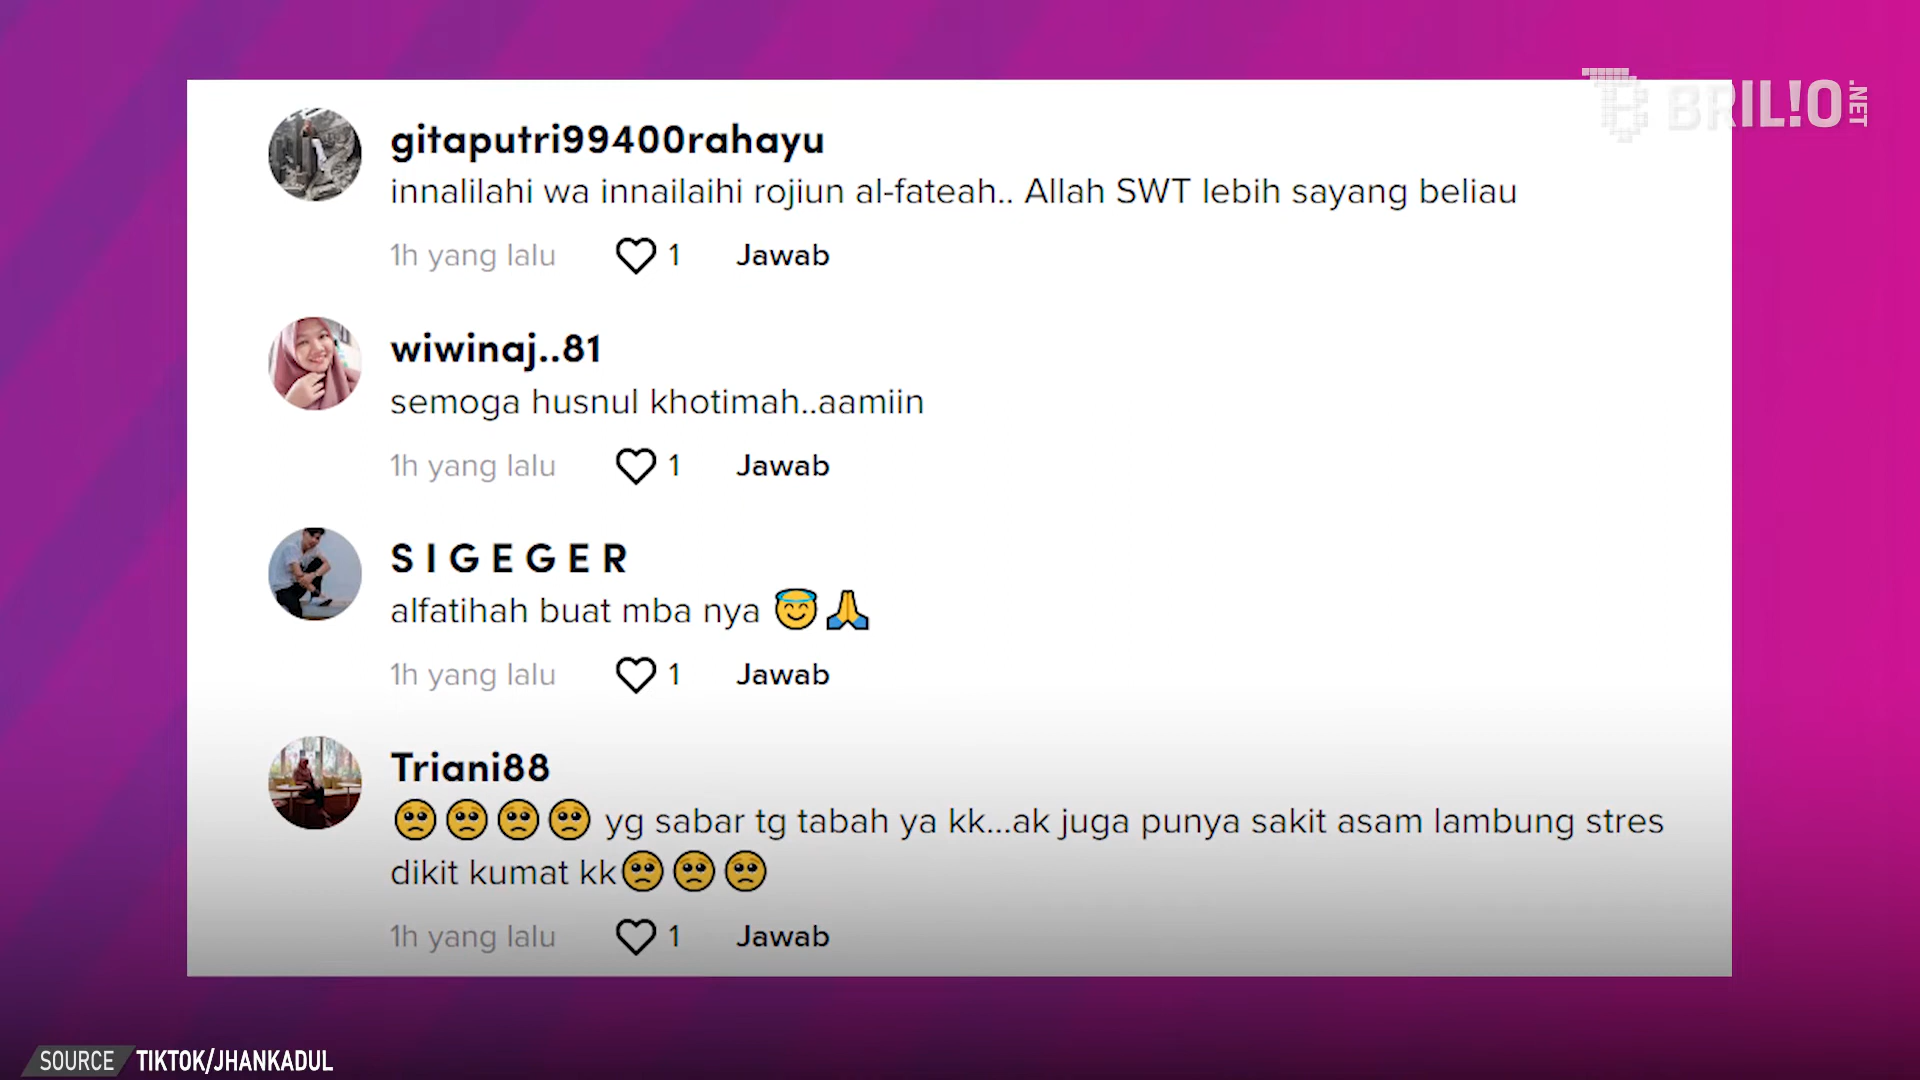 BRIL!O.NET
gitaputri99400rahayu
innalilahi wa innailaihi rojiun al-fateah.. Allah SWT lebih sayang beliau
1h yang lalu 1 Jawab
wiwinaj..81
semoga husnul khotimah..aamiin
1h yang lalu 1 Jawab
S I G E G E R
alfatihah buat mba nya 😇🙏
1h yang lalu 1 Jawab
Triani88
🥺🥺🥺🥺 yg sabar tg tabah ya kk...ak juga punya sakit asam lambung stres
dikit kumat kk🥺🥺🥺
1h yang lalu 1 Jawab
SOURCE TIKTOK/JHANKADUL